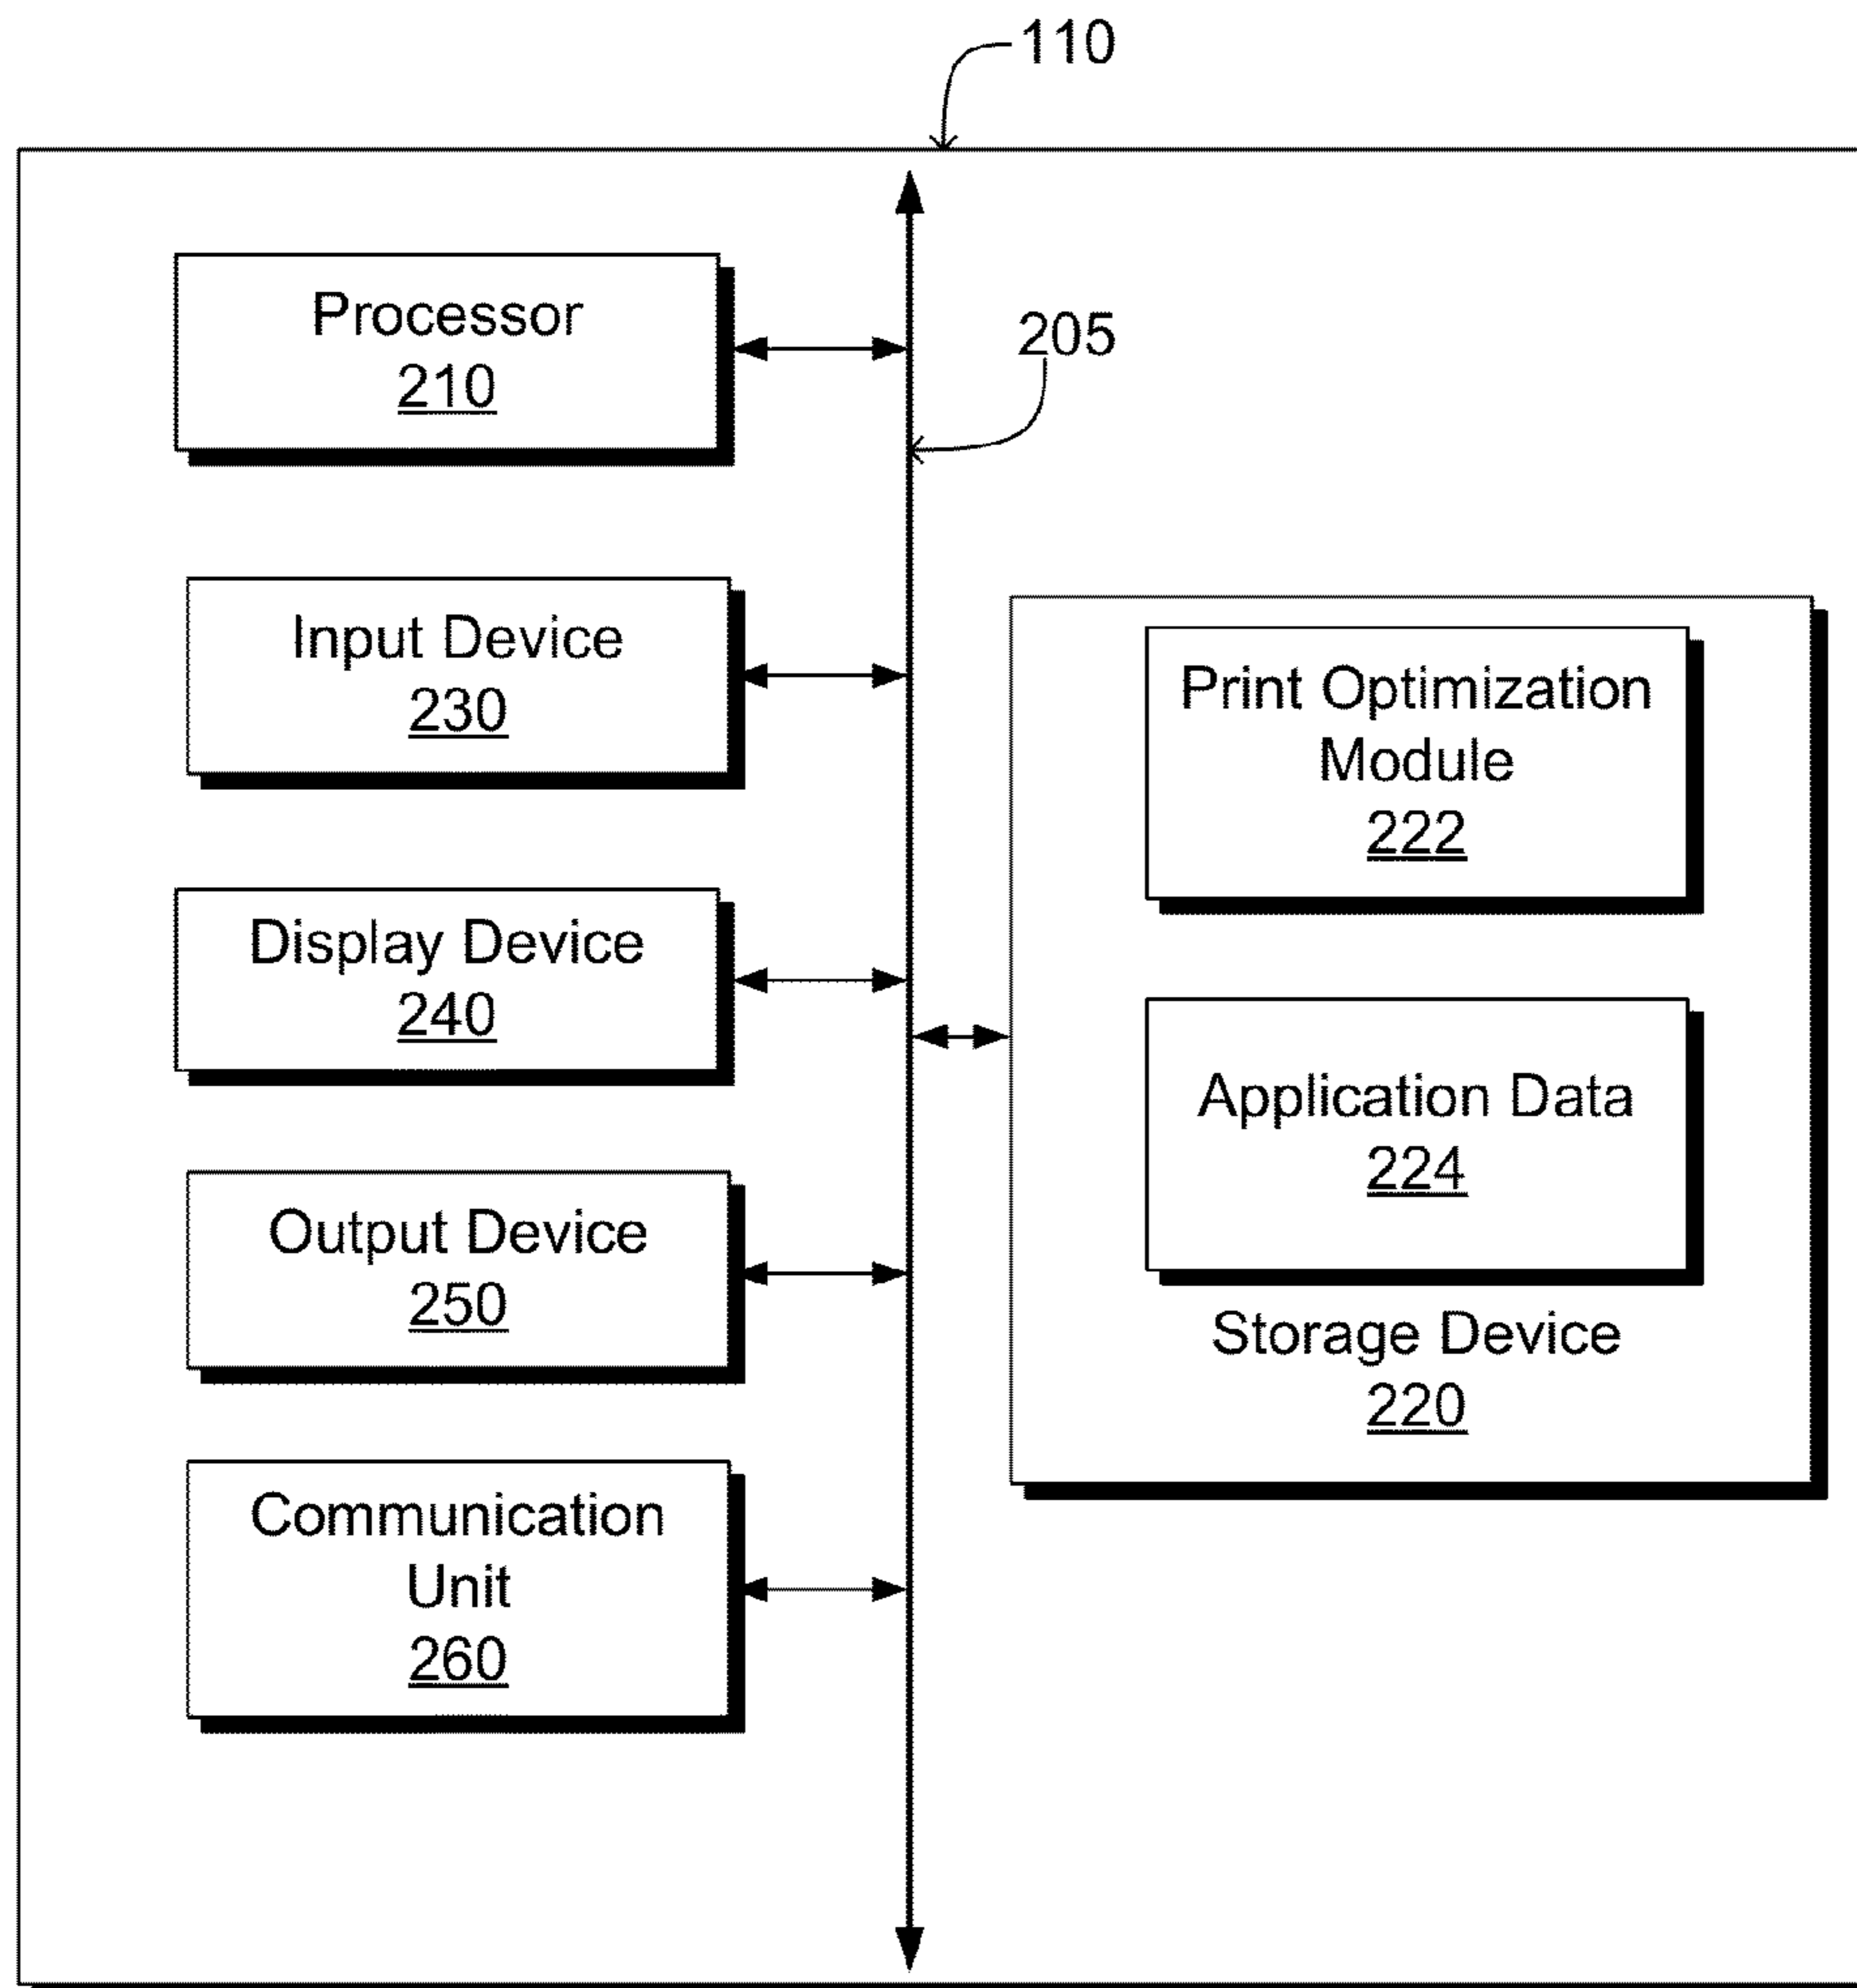 110
Processor
210
205
Input Device
230
Print Optimization
Module
222
Display Device
240
Application Data
224
Output Device
250
Storage Device
220
Communication
Unit
260